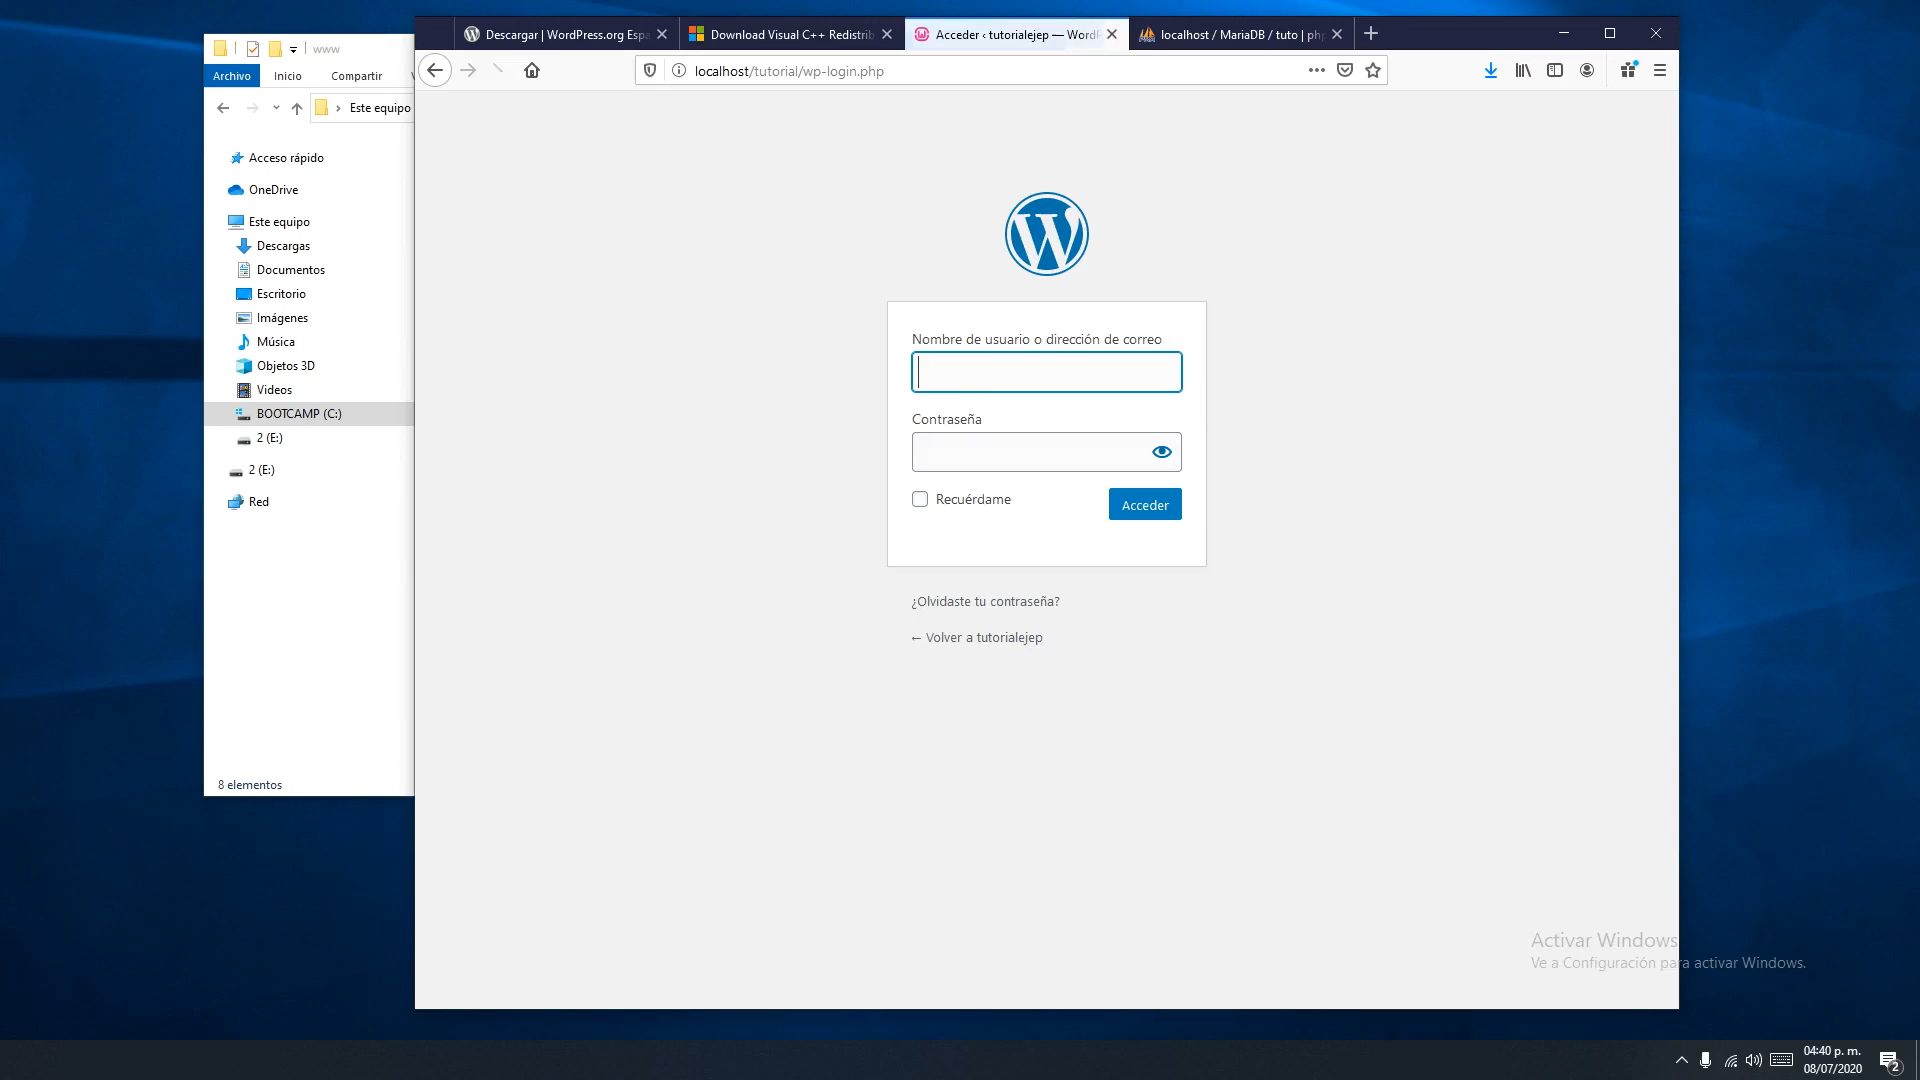 www
Archivo
Inicio
Compartir
Este equipo
Acceso rápido
OneDrive
Este equipo
Descargas
Documentos
Escritorio
Imágenes
Música
Objetos 3D
Videos
BOOTCAMP (C:)
2 (E:)
2 (E:)
Red
8 elementos
Descargar | WordPress.org Espa
Download Visual C++ Redistrib
Acceder ‹ tutorialejep — WordP
localhost / MariaDB / tuto | php
localhost/tutorial/wp-login.php
Nombre de usuario o dirección de correo
Contraseña
Recuérdame
Acceder
¿Olvidaste tu contraseña?
← Volver a tutorialejep
Activar Windows
Ve a Configuración para activar Windows.
04:40 p. m.
08/07/2020
2